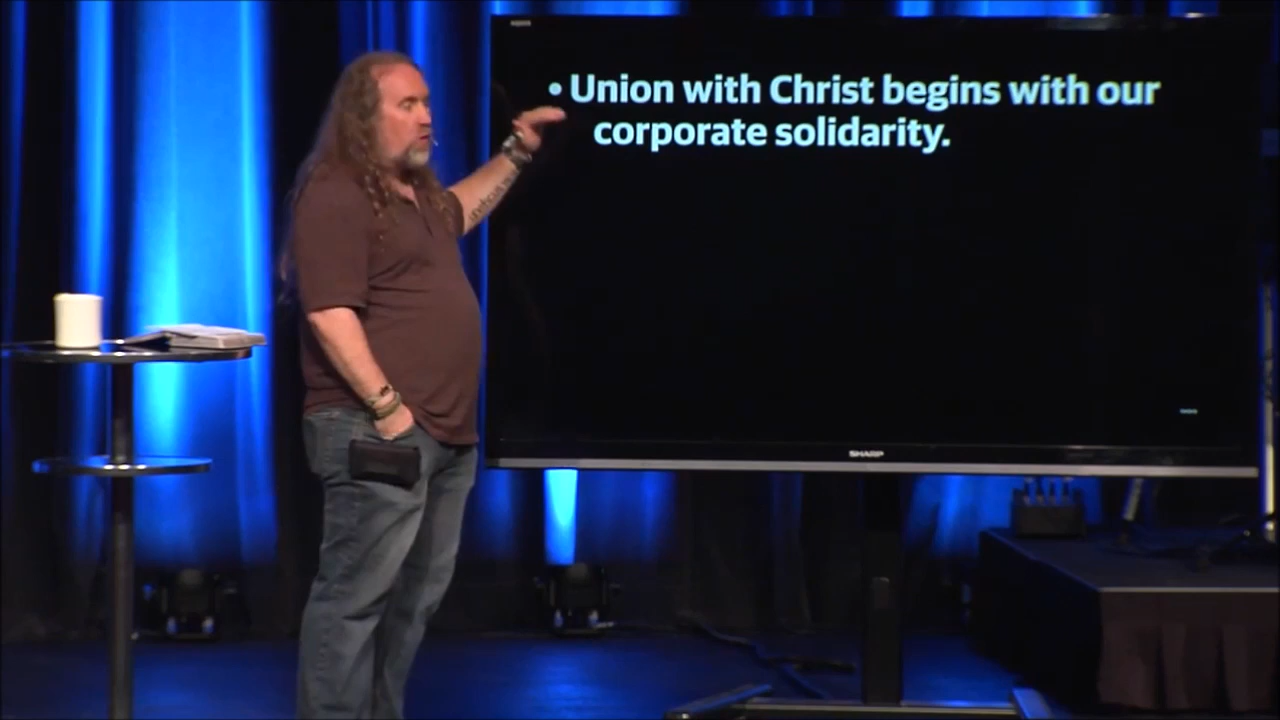 • Union with Christ begins with our
corporate solidarity.
SHARP